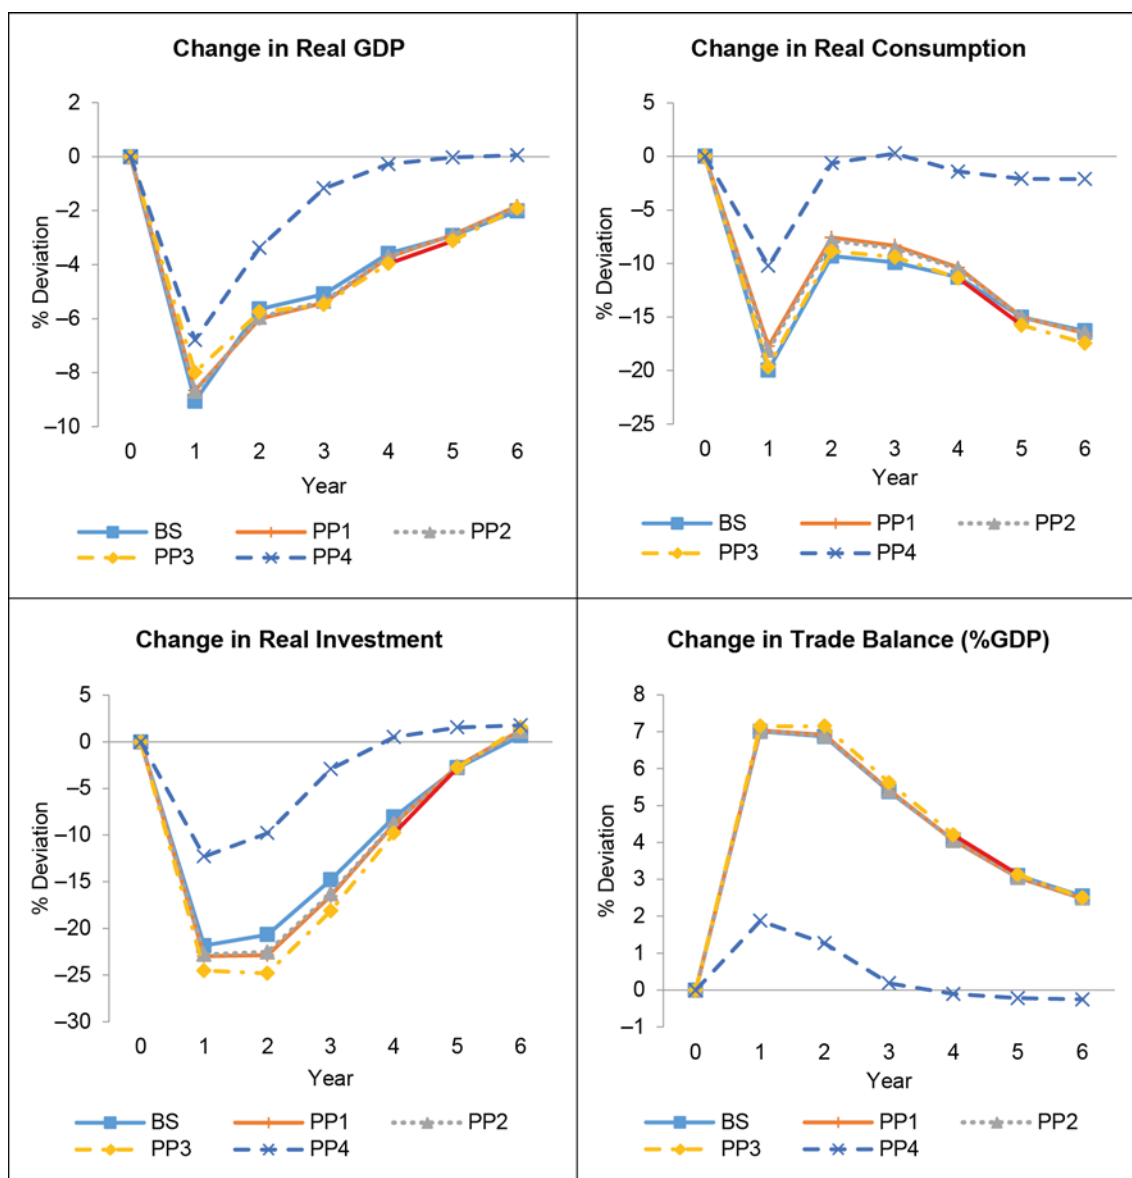 Change in Real GDP
% Deviation
2
0
–2
–4
–6
–8
–10
0 1 2 3 4 5 6
Year
BS PP1 PP2
PP3 PP4
Change in Real Consumption
% Deviation
5
0
–5
–10
–15
–20
–25
0 1 2 3 4 5 6
Year
BS PP1 PP2
PP3 PP4
Change in Real Investment
% Deviation
5
0
–5
–10
–15
–20
–25
–30
0 1 2 3 4 5 6
Year
BS PP1 PP2
PP3 PP4
Change in Trade Balance (%GDP)
% Deviation
8
7
6
5
4
3
2
1
0
–1
0 1 2 3 4 5 6
Year
BS PP1 PP2
PP3 PP4